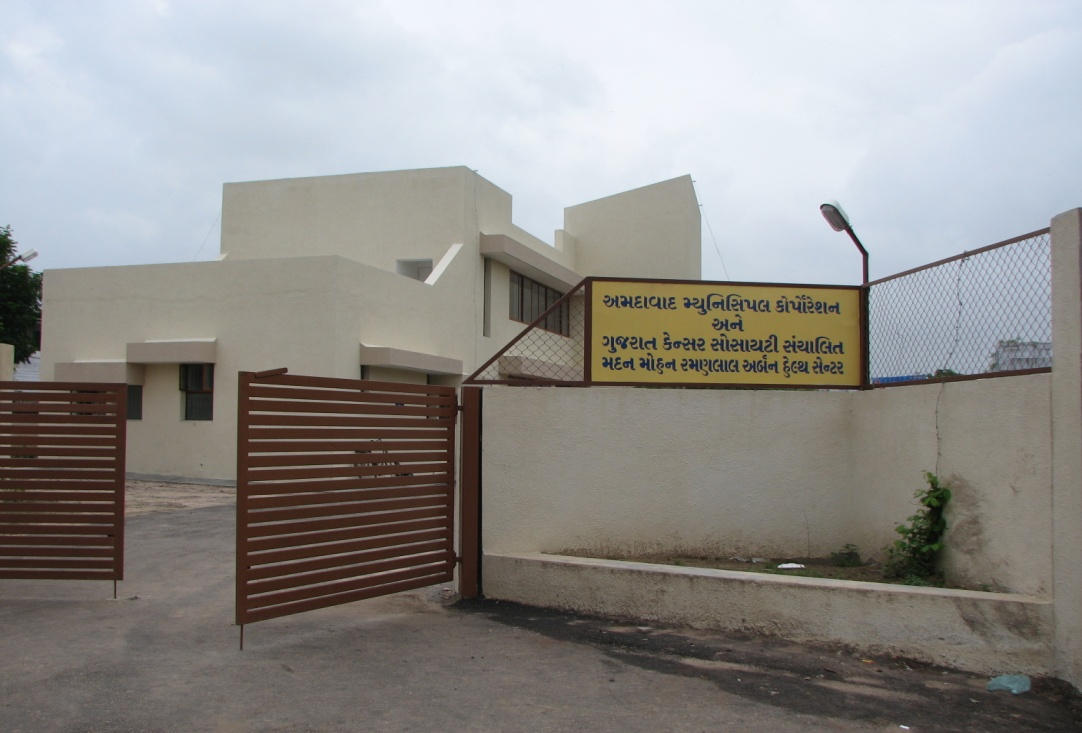 અમદાવાદ મ્યુનિસિપલ કોર્પોરેશન
અને
ગુજરાત કેન્સર સોસાયટી સંચાલિત
મદન મોહન રમણલાલ અર્બન હેલ્થ સેન્ટર